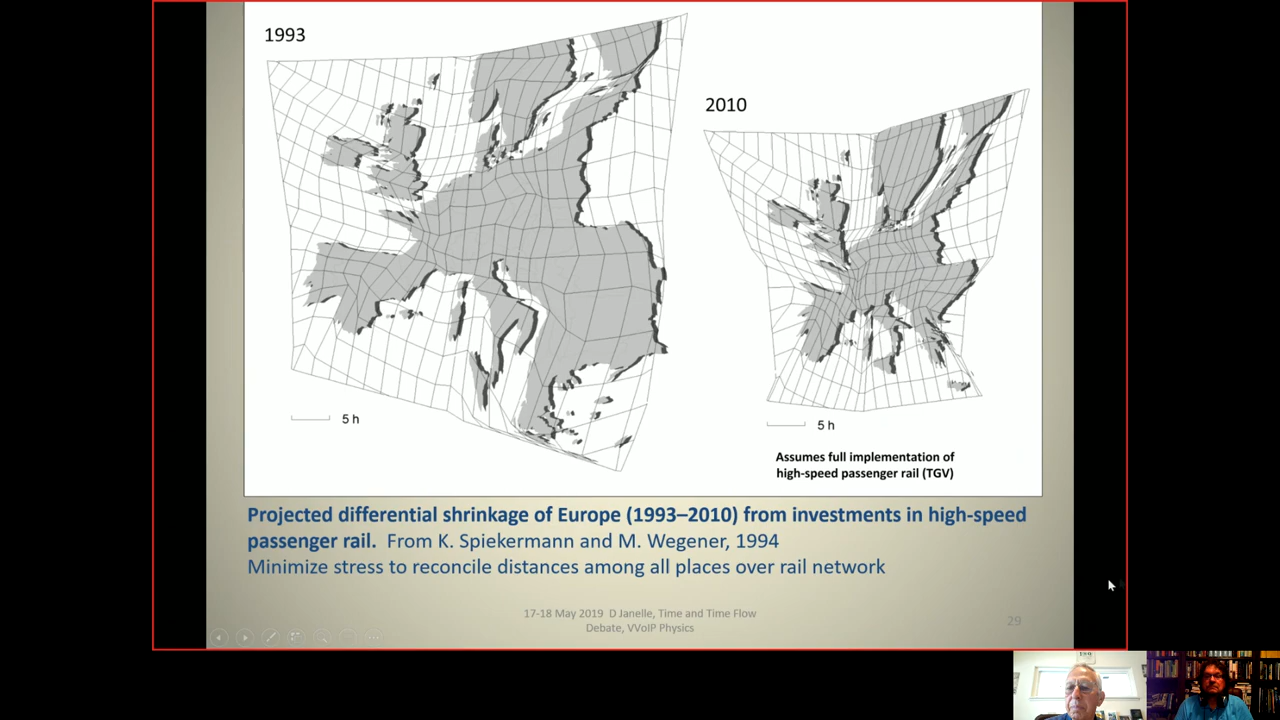 1993
2010
5 h
5 h
Assumes full implementation of
high-speed passenger rail (TGV)
Projected differential shrinkage of Europe (1993–2010) from investments in high-speed
passenger rail. From K. Spiekermann and M. Wegener, 1994
Minimize stress to reconcile distances among all places over rail network
17-18 May 2019 D Janelle, Time and Time Flow
Debate, VVoIP Physics
29